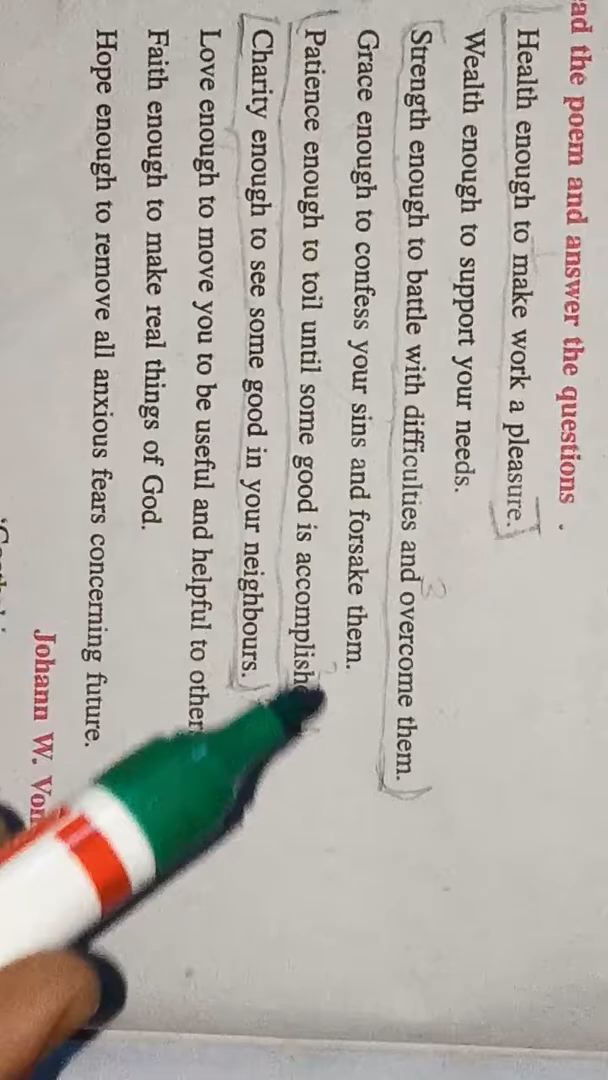 ad the poem and answer the questions .
Health enough to make work a pleasure.
Wealth enough to support your needs.
Strength enough to battle with difficulties and overcome them.
Grace enough to confess your sins and forsake them.
Patience enough to toil until some good is accomplish
Charity enough to see some good in your neighbours.
Love enough to move you to be useful and helpful to other
Faith enough to make real things of God.
Hope enough to remove all anxious fears concerning future.
Johann W. Von